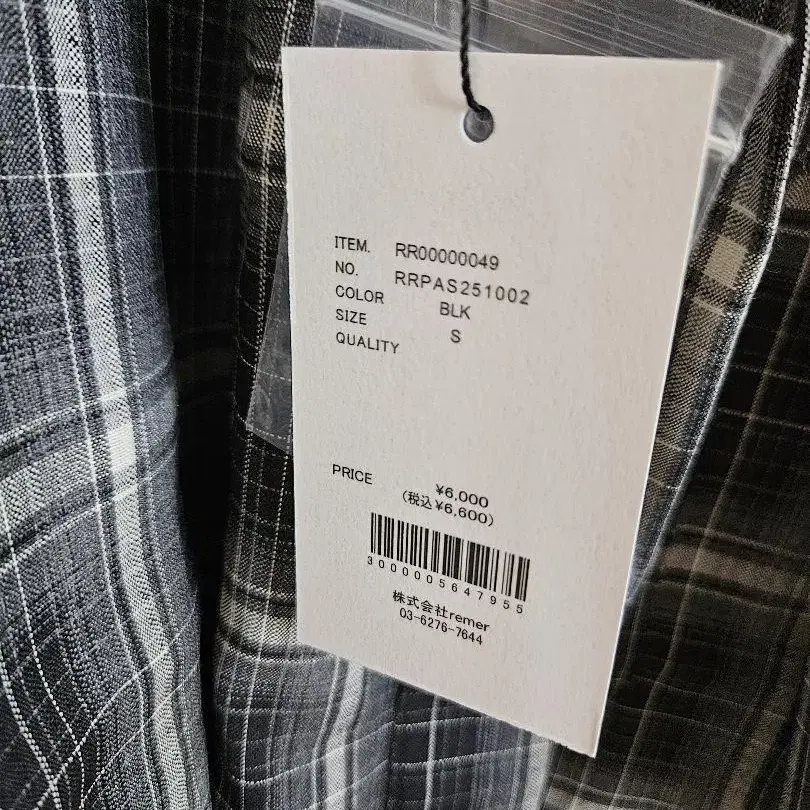 ITEM. RR00000049
NO. RRPAS251002
COLOR BLK
SIZE S
QUALITY
PRICE ¥6,000
(税込¥6,600)
3000005647955
株式会社remer
03-6276-7644